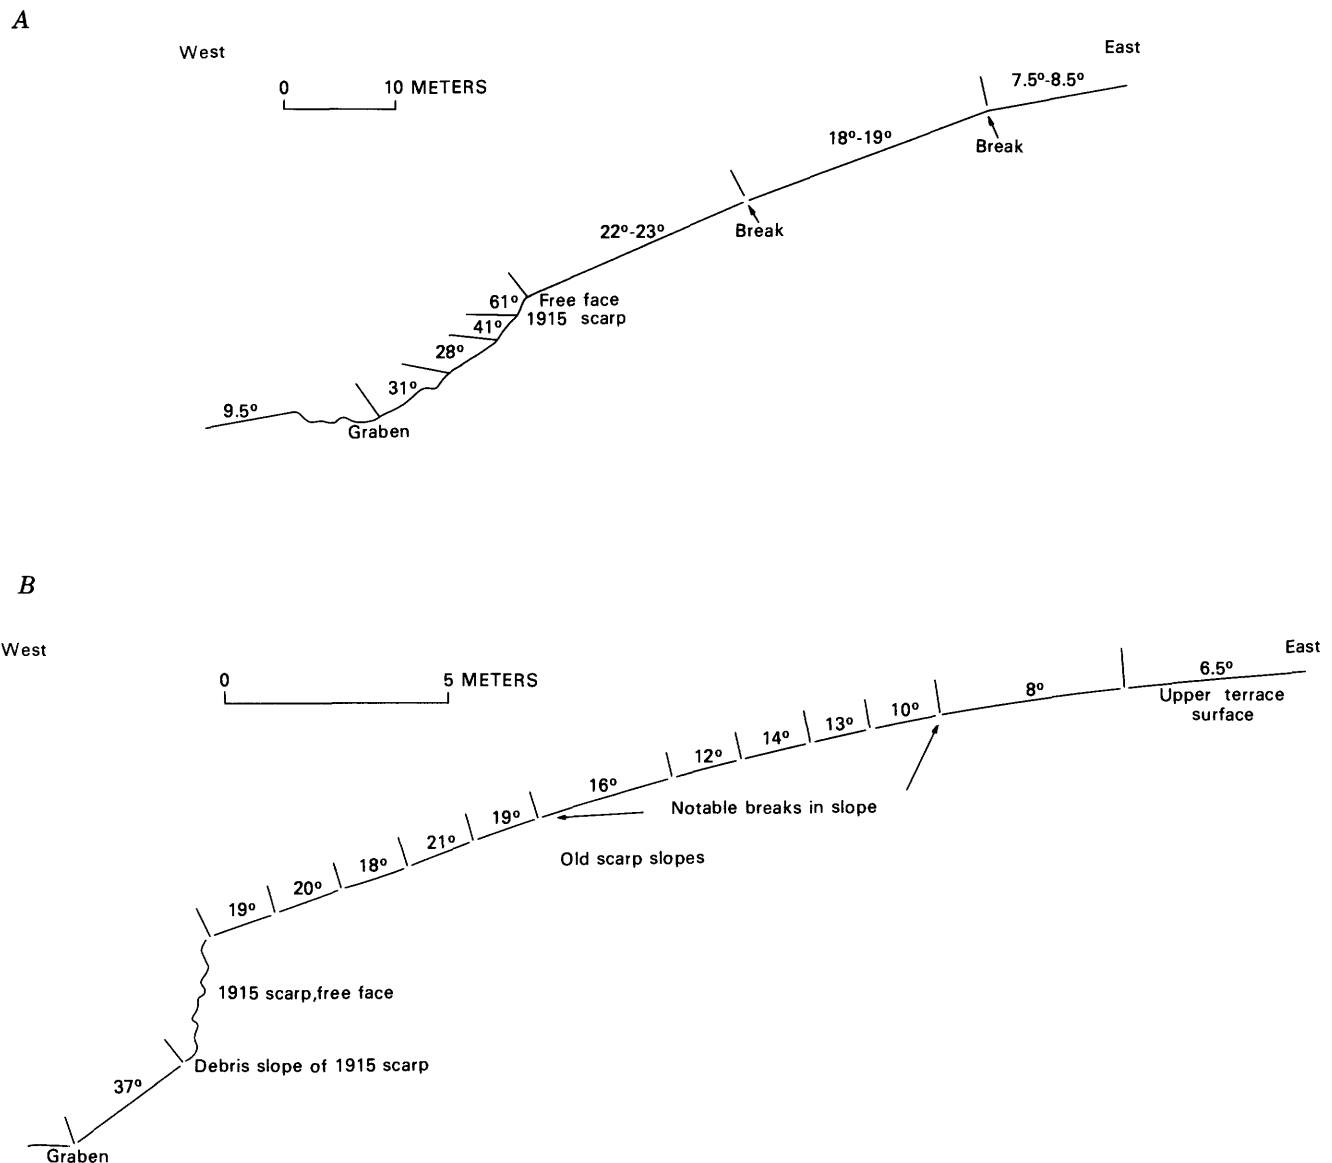 A
West
East
0 10 METERS
7.5º-8.5º
18º-19º
Break
22º-23º
Break
61º
Free face
1915 scarp
41º
28º
31º
9.5º
Graben
B
West
East
0 5 METERS
6.5º
Upper terrace
surface
8º
10º
13º
14º
12º
16º
Notable breaks in slope
19º
21º
Old scarp slopes
18º
20º
19º
1915 scarp,free face
Debris slope of 1915 scarp
37º
Graben